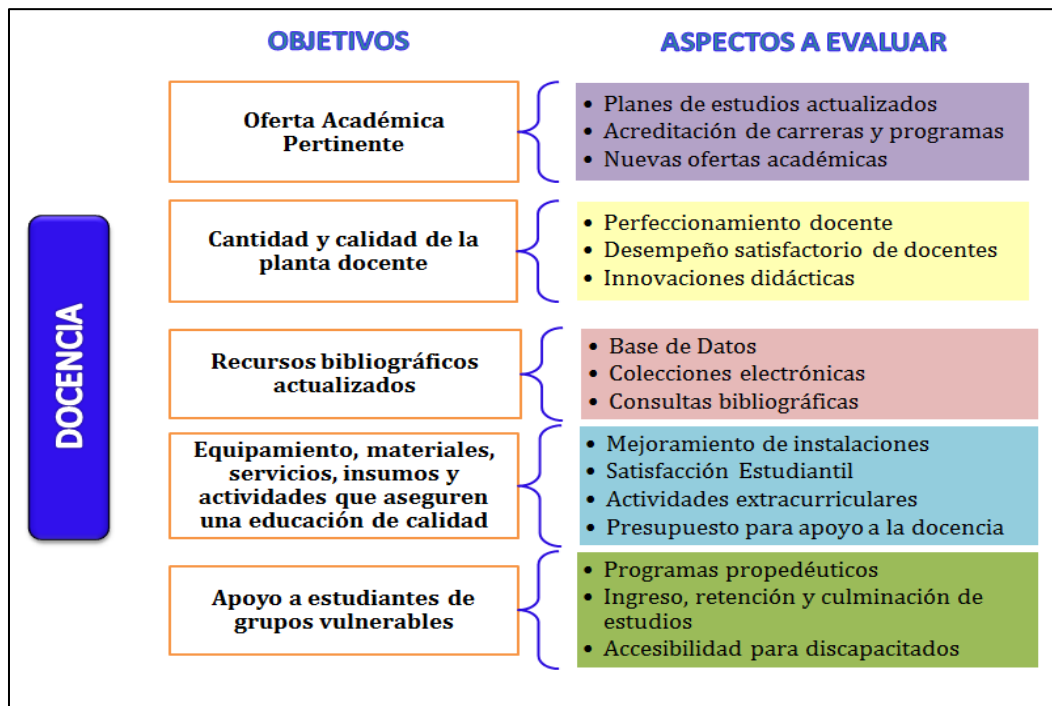 OBJETIVOS
ASPECTOS A EVALUAR
DOCENCIA
Oferta Académica
Pertinente
• Planes de estudios actualizados
• Acreditación de carreras y programas
• Nuevas ofertas académicas
Cantidad y calidad de la
planta docente
• Perfeccionamiento docente
• Desempeño satisfactorio de docentes
• Innovaciones didácticas
Recursos bibliográficos
actualizados
• Base de Datos
• Colecciones electrónicas
• Consultas bibliográficas
Equipamiento, materiales,
servicios, insumos y
actividades que aseguren
una educación de calidad
• Mejoramiento de instalaciones
• Satisfacción Estudiantil
• Actividades extracurriculares
• Presupuesto para apoyo a la docencia
Apoyo a estudiantes de
grupos vulnerables
• Programas propedéuticos
• Ingreso, retención y culminación de
estudios
• Accesibilidad para discapacitados